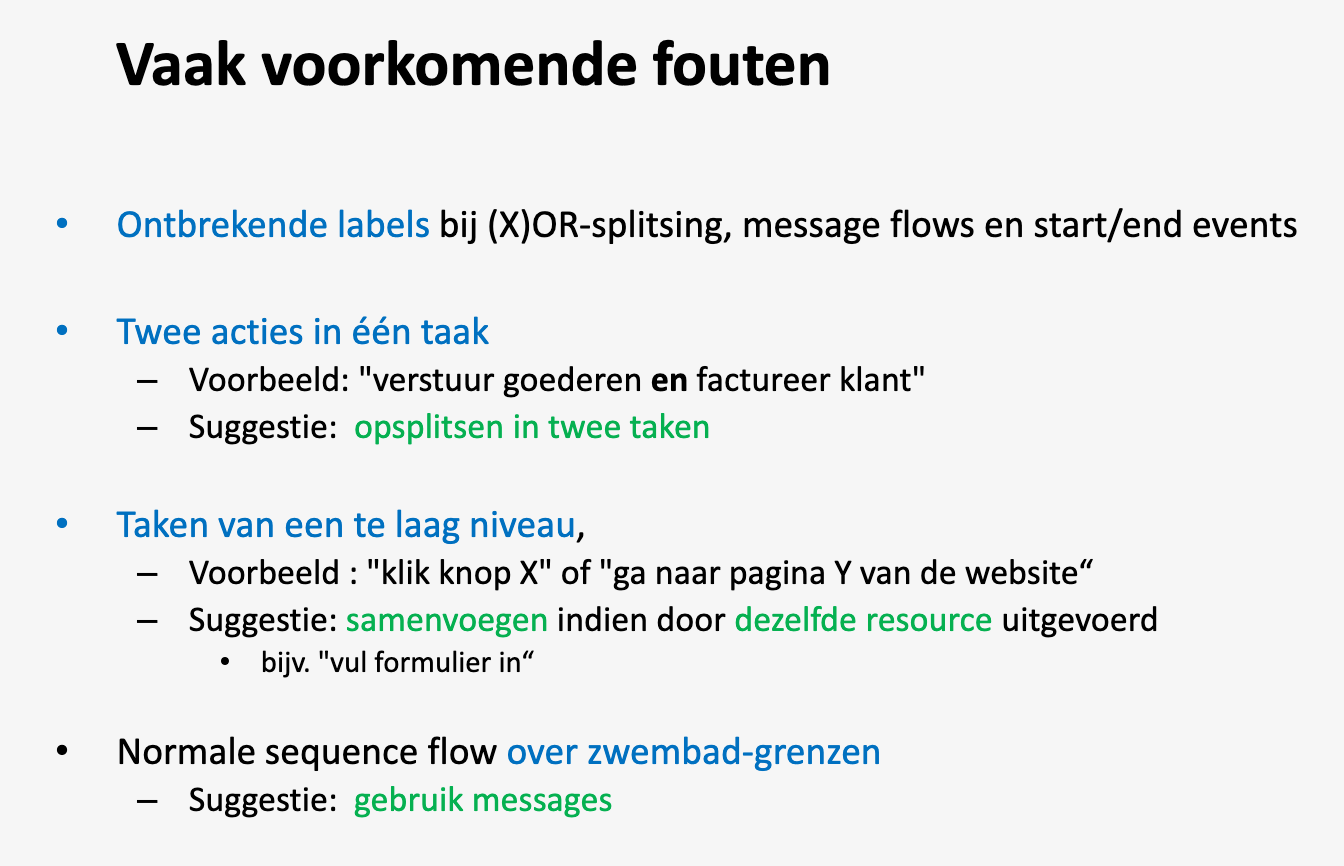 Vaak voorkomende fouten
• Ontbrekende labels bij (X)OR-splitsing, message flows en start/end events
• Twee acties in één taak
– Voorbeeld: "verstuur goederen en factureer klant"
– Suggestie: opsplitsen in twee taken
• Taken van een te laag niveau,
– Voorbeeld : "klik knop X" of "ga naar pagina Y van de website“
– Suggestie: samenvoegen indien door dezelfde resource uitgevoerd
• bijv. "vul formulier in“
• Normale sequence flow over zwembad-grenzen
– Suggestie: gebruik messages